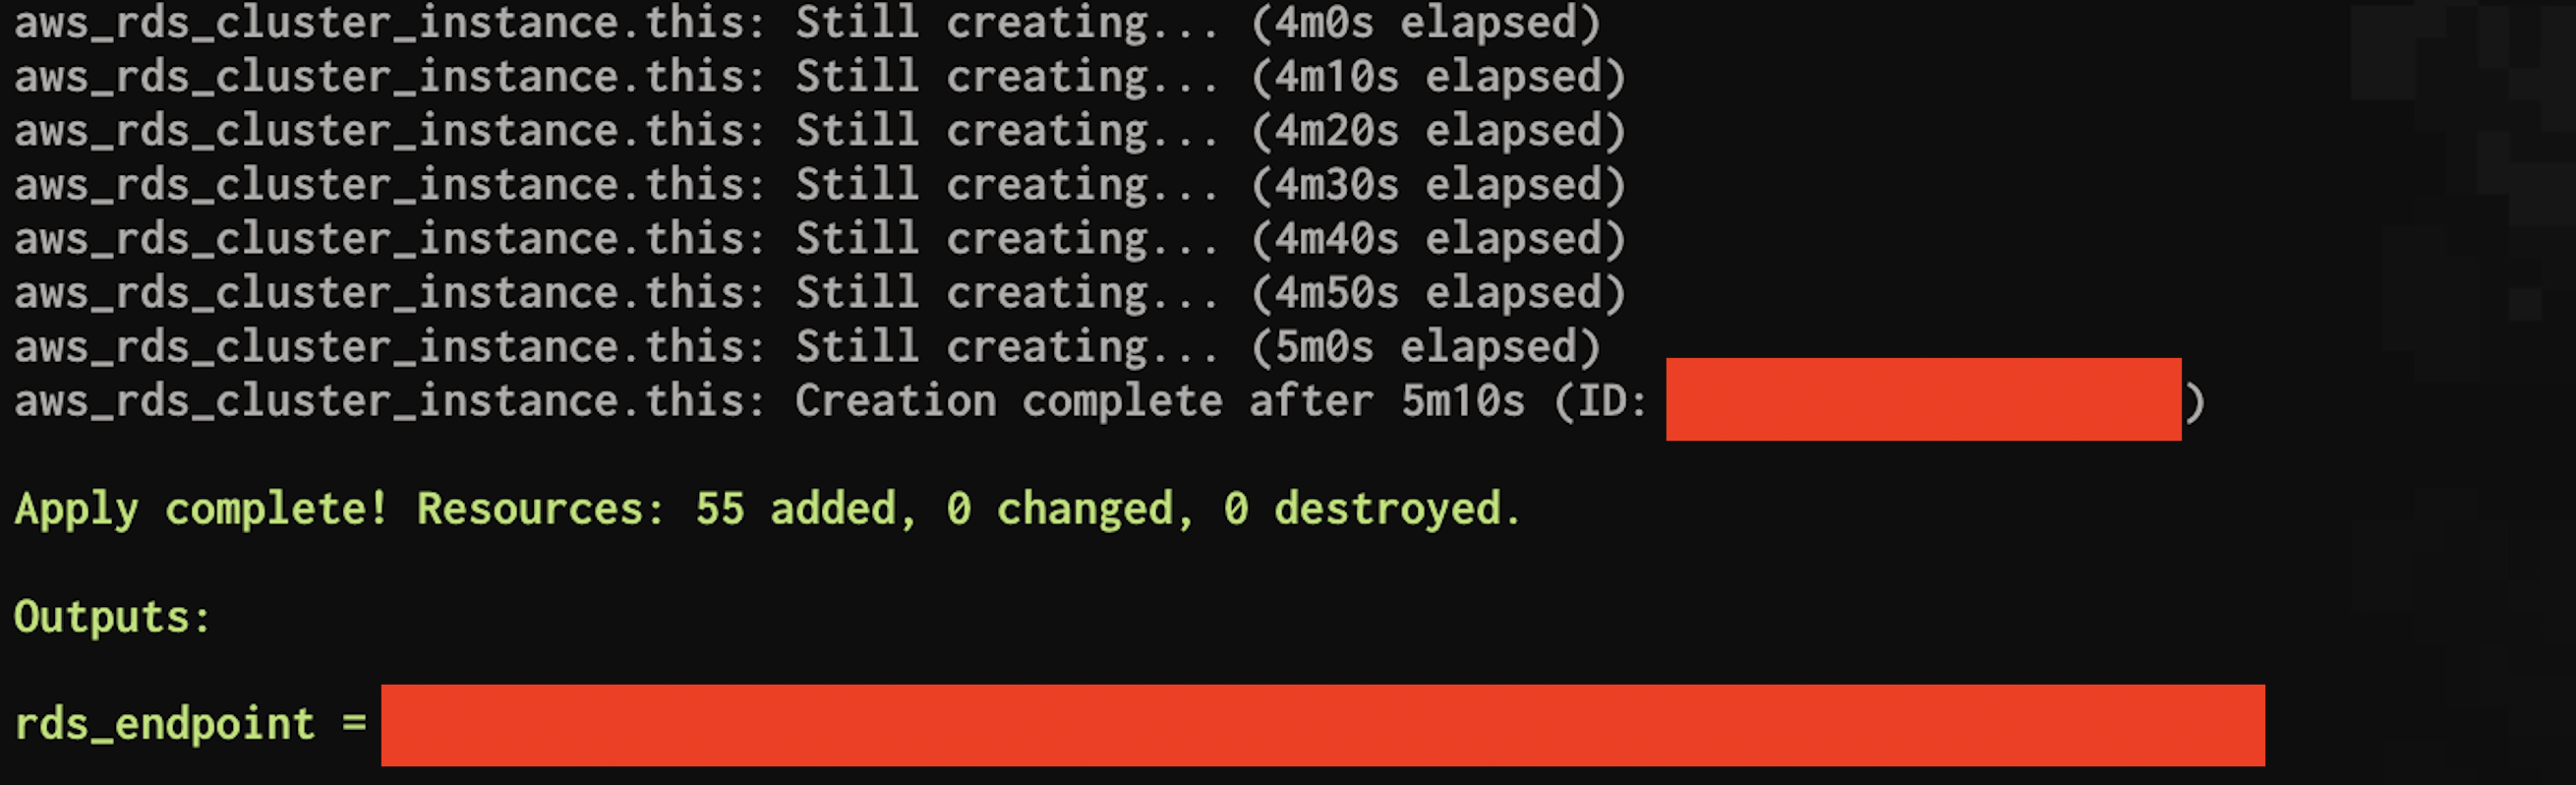 aws_rds_cluster_instance.this: Still creating... (4m0s elapsed)
aws_rds_cluster_instance.this: Still creating... (4m10s elapsed)
aws_rds_cluster_instance.this: Still creating... (4m20s elapsed)
aws_rds_cluster_instance.this: Still creating... (4m30s elapsed)
aws_rds_cluster_instance.this: Still creating... (4m40s elapsed)
aws_rds_cluster_instance.this: Still creating... (4m50s elapsed)
aws_rds_cluster_instance.this: Still creating... (5m0s elapsed)
aws_rds_cluster_instance.this: Creation complete after 5m10s (ID: )
Apply complete! Resources: 55 added, 0 changed, 0 destroyed.
Outputs:
rds_endpoint =